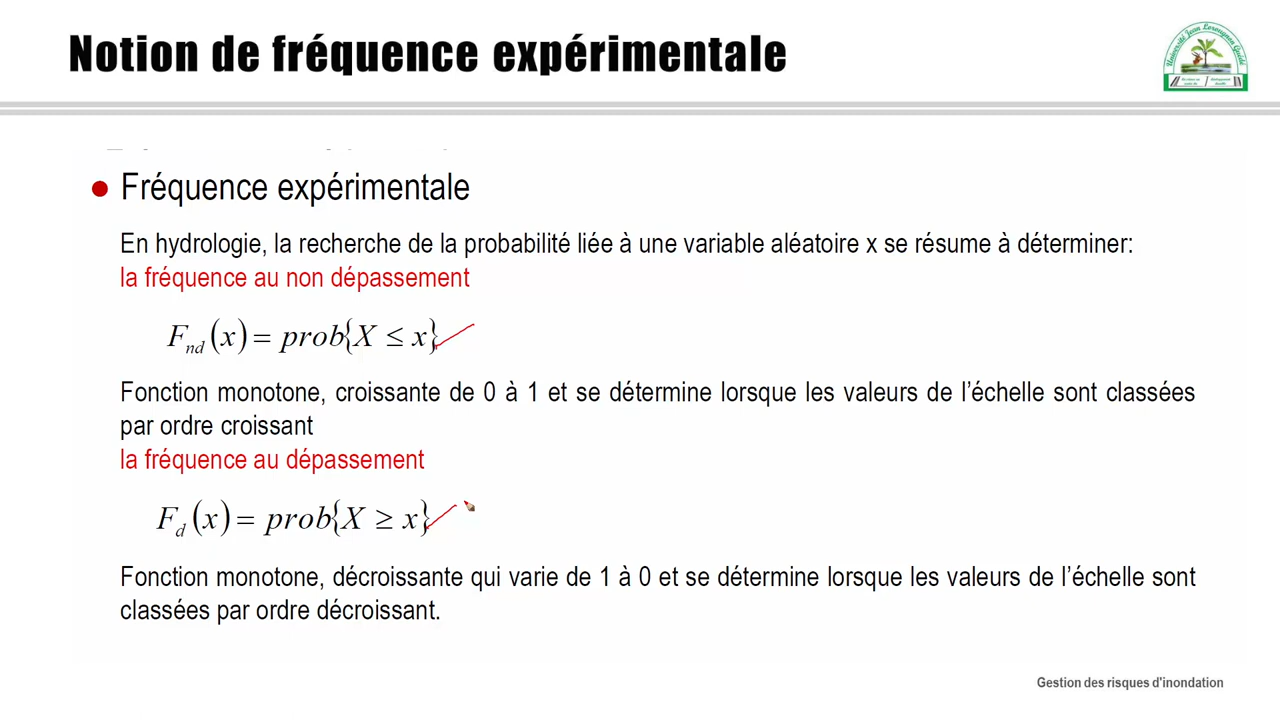 Notion de fréquence expérimentale
Université Jean Lorougnon Guédé
Fréquence expérimentale
En hydrologie, la recherche de la probabilité liée à une variable aléatoire x se résume à déterminer:
la fréquence au non dépassement
F_nd (x) = prob{X ≤ x}
Fonction monotone, croissante de 0 à 1 et se détermine lorsque les valeurs de l’échelle sont classées
par ordre croissant
la fréquence au dépassement
F_d (x) = prob{X ≥ x}
Fonction monotone, décroissante qui varie de 1 à 0 et se détermine lorsque les valeurs de l’échelle sont
classées par ordre décroissant.
Gestion des risques d'inondation